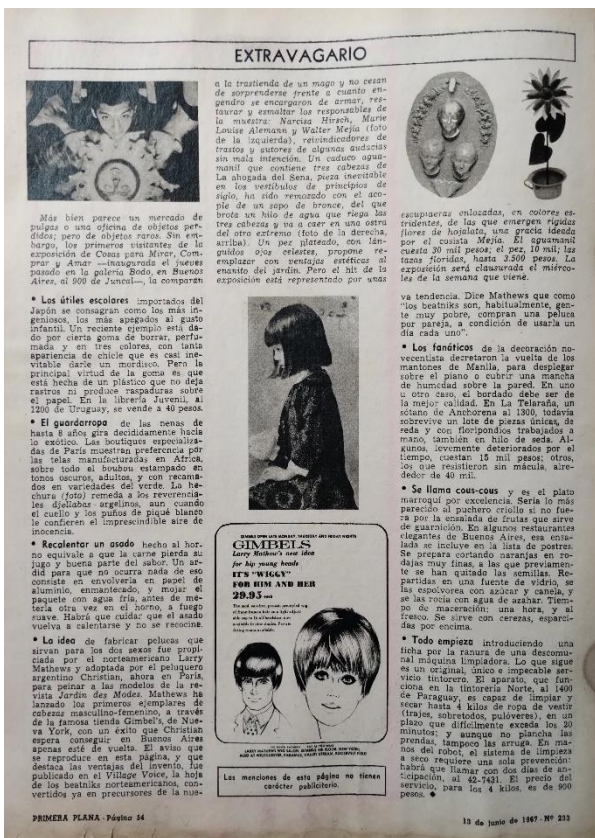 EXTRAVAGARIO
Más bien parece un mercado de
pulgas o una oficina de objetos per-
didos; pero de objetos raros. Sin em-
bargo, los primeros visitantes de la
exposición de Cosas para Mirar, Com-
prar y Amar —inaugurada el jueves
pasado en la galería Bodo, en Buenos
Aires, al 900 de Juncal—, la comparan
a la trastienda de un mago y no cesan
de sorprenderse frente a cuanto en-
gendro se encargaron de armar, res-
taurar y esmaltar los responsables de
la muestra: Narcisa Hirsch, Marie
Louise Alemann y Walter Mejía (foto
de la izquierda), reivindicadores de
trastos y autores de algunas audacias
sin mala intención. Un caduco agua-
manil que contiene tres cabezas de
La ahogada del Sena, pieza inevitable
en los vestíbulos de principios de
siglo, ha sido remozado con el aco-
ple de un sapo de bronce, del que
brota un hilo de agua que riega las
tres cabezas y va a caer en una ostra
del otro extremo (foto de la derecha,
arriba). Un pez plateado, con lán-
guidos ojos celestes, propone re-
emplazar con ventajas estéticas al
enanito del jardín. Pero el hit de la
exposición está representado por unas
escupideras enlozadas, en colores es-
tridentes, de las que emergen rígidas
flores de hojalata, una gracia ideada
por el cosista Mejía. El aguamanil
cuesta 30 mil pesos; el pez, 10 mil; las
tazas floridas, hasta 3.500 pesos. La
exposición será clausurada el miérco-
les de la semana que viene.
• Los útiles escolares importados del
Japón se consagran como los más in-
geniosos, los más apegados al gusto
infantil. Un reciente ejemplo está da-
do por cierta goma de borrar, perfu-
mada y en tres colores, con tanta
apariencia de chicle que es casi ine-
vitable darle un mordisco. Pero la
principal virtud de la goma es que
está hecha de un plástico que no deja
rastros ni produce raspaduras sobre
el papel. En la librería Juvenil, al
1200 de Uruguay, se vende a 40 pesos.
• El guardarropa de las nenas de
hasta 8 años gira decididamente hacia
lo exótico. Las boutiques especializa-
das de París muestran preferencia por
las telas manufacturadas en Africa,
sobre todo el boubou estampado en
tonos oscuros, adultos, y con recama-
dos en variedades del verde. La he-
chura (foto) remeda a los reverencia-
les djellabas argelinos, aun cuando
el cuello y los puños de piqué blanco
le confieren el imprescindible aire de
inocencia.
• Recalentar un asado hecho al hor-
no equivale a que la carne pierda su
jugo y buena parte del sabor. Un ar-
did para que no ocurra nada de eso
consiste en envolverla en papel de
aluminio, enmantecado, y mojar el
paquete con agua fría, antes de me-
terla otra vez en el horno, a fuego
suave. Habrá que cuidar que el asado
vuelva a calentarse y no se recocine.
• La idea de fabricar pelucas que
sirvan para los dos sexos fue propi-
ciada por el norteamericano Larry
Mathews y adoptada por el peluquero
argentino Christian, ahora en París,
para peinar a las modelos de la re-
vista Jardin des Modes. Mathews ha
lanzado los primeros ejemplares de
cabezas masculino-femenino, a través
de la famosa tienda Gimbel's, de Nue-
va York, con un éxito que Christian
espera conseguir en Buenos Aires
apenas esté de vuelta. El aviso que
se reproduce en esta página, y que
destaca las ventajas del invento, fue
publicado en el Village Voice, la hoja
de los beatniks norteamericanos, con-
vertidos ya en precursores de la nue-
GIMBELS OPEN LATE MONDAY, THURSDAY AND FRIDAY NIGHTS
GIMBELS
Larry Mathew's new idea
for hip young heads
IT'S "WIGGY"
FOR HIM AND HER
29.95
Las menciones de esta página no tienen
carácter publicitario.
va tendencia. Dice Mathews que como
"los beatniks son, habitualmente, gen-
te muy pobre, compran una peluca
por pareja, a condición de usarla un
día cada uno".
• Los fanáticos de la decoración no-
vecentista decretaron la vuelta de los
mantones de Manila, para desplegar
sobre el piano o cubrir una mancha
de humedad sobre la pared. En uno
u otro caso, el bordado debe ser de
la mejor calidad. En La Telaraña, un
sótano de Anchorena al 1300, todavía
sobrevive un lote de piezas únicas, de
seda y con floripondios trabajados a
mano, también en hilo de seda. Al-
gunos, levemente deteriorados por el
tiempo, cuestan 15 mil pesos; otros,
los que resistieron sin mácula, alre-
dedor de 40 mil.
• Se llama cous-cous y es el plato
marroquí por excelencia. Sería lo más
parecido al puchero criollo si no fue-
ra por la ensalada de frutas que sirve
de guarnición. En algunos restaurantes
elegantes de Buenos Aires, esa ensa-
lada se incluye en la lista de postres.
Se prepara cortando naranjas en ro-
dajas muy finas, a las que previamen-
te se han quitado las semillas. Re-
partidas en una fuente de vidrio, se
las espolvorea con azúcar y canela, y
se las rocía con agua de azahar. Tiem-
po de maceración: una hora, y al
fresco. Se sirve con cerezas, esparci-
das por encima.
• Todo empieza introduciendo una
ficha por la ranura de una descomu-
nal máquina limpiadora. Lo que sigue
es un original, único e impecable ser-
vicio tintorero. El aparato, que fun-
ciona en la tintorería Norte, al 1400
de Paraguay, es capaz de limpiar y
secar hasta 4 kilos de ropa de vestir
(trajes, sobretodos, pulóveres), en un
plazo que difícilmente exceda los 20
minutos; y aunque no plancha las
prendas, tampoco las arruga. En ma-
nos del robot, el sistema de limpieza
a seco requiere una sola prevención:
habrá que llamar con dos días de an-
ticipación, al 42-7431. El precio del
servicio, para los 4 kilos, es de 900
pesos. ◆
PRIMERA PLANA - Página 54
13 de junio de 1967 - Nº 233